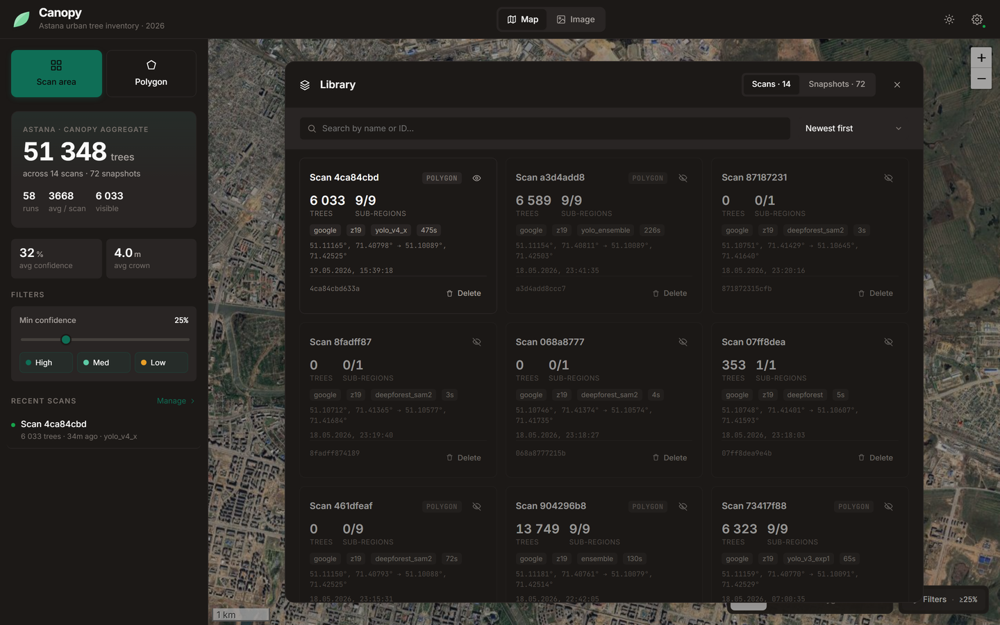 Canopy
Astana urban tree inventory · 2026
Map
Image
Scan area
Polygon
ASTANA · CANOPY AGGREGATE
51 348 trees
across 14 scans · 72 snapshots
58
runs
3668
avg / scan
6 033
visible
32 %
avg confidence
4.0 m
avg crown
FILTERS
Min confidence
25%
High
Med
Low
RECENT SCANS
Manage
Scan 4ca84cbd
6 033 trees · 34m ago · yolo_v4_x
Library
Scans · 14
Snapshots · 72
Search by name or ID...
Newest first
Scan 4ca84cbd
POLYGON
6 033
9/9
TREES
SUB-REGIONS
google
z19
yolo_v4_x
475s
51.11165°, 71.40798° → 51.10089°,
71.42525°
19.05.2026, 15:39:18
4ca84cbd633a
Delete
Scan a3d4add8
POLYGON
6 589
9/9
TREES
SUB-REGIONS
google
z19
yolo_ensemble
226s
51.11154°, 71.40811° → 51.10089°,
71.42503°
18.05.2026, 23:41:35
a3d4add8ccc7
Delete
Scan 87187231
0
0/1
TREES
SUB-REGIONS
google
z19
deepforest_sam2
3s
51.10751°, 71.41429° → 51.10645°,
71.41640°
18.05.2026, 23:20:16
871872315cfb
Delete
Scan 8fadff87
0
0/1
TREES
SUB-REGIONS
google
z19
deepforest_sam2
3s
51.10712°, 71.41365° → 51.10577°,
71.41684°
18.05.2026, 23:19:40
8fadff874189
Delete
Scan 068a8777
0
0/1
TREES
SUB-REGIONS
google
z19
deepforest_sam2
4s
51.10746°, 71.41374° → 51.10574°,
71.41735°
18.05.2026, 23:18:27
068a8777215b
Delete
Scan 07ff8dea
353
1/1
TREES
SUB-REGIONS
google
z19
deepforest
5s
51.10748°, 71.41401° → 51.10607°,
71.41593°
18.05.2026, 23:18:03
07ff8dea9e4b
Delete
Scan 461dfeaf
POLYGON
0
0/9
TREES
SUB-REGIONS
google
z19
deepforest_sam2
72s
51.11150°, 71.40793° → 51.10088°,
71.42525°
18.05.2026, 23:15:31
Scan 904296b8
POLYGON
13 749
9/9
TREES
SUB-REGIONS
google
z19
ensemble
130s
51.11181°, 71.40761° → 51.10079°,
71.42514°
18.05.2026, 22:42:05
Scan 73417f88
POLYGON
6 323
9/9
TREES
SUB-REGIONS
google
z19
yolo_v3_exp1
65s
51.11159°, 71.40770° → 51.10091°,
71.42529°
18.05.2026, 07:00:35
Filters · ≥25%
1 km